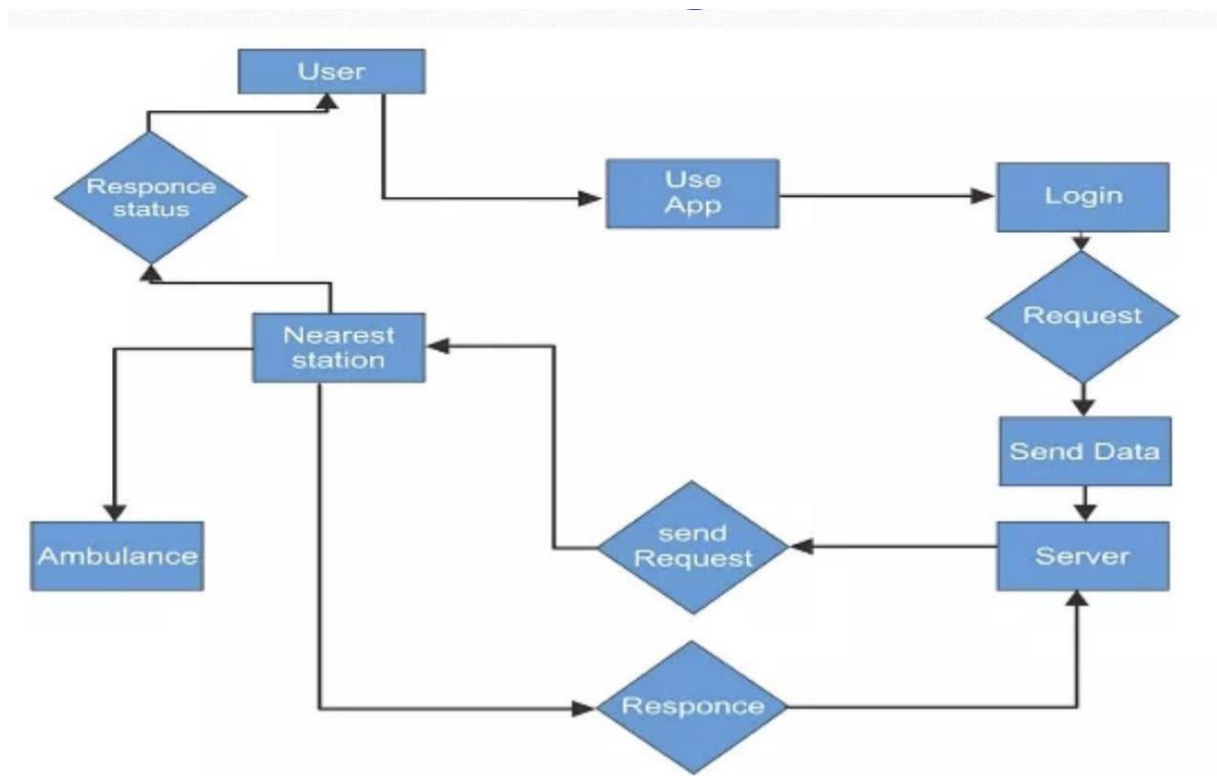 User
Use
App
Login
Responce
status
Request
Nearest
station
Send Data
send
Request
Server
Ambulance
Responce